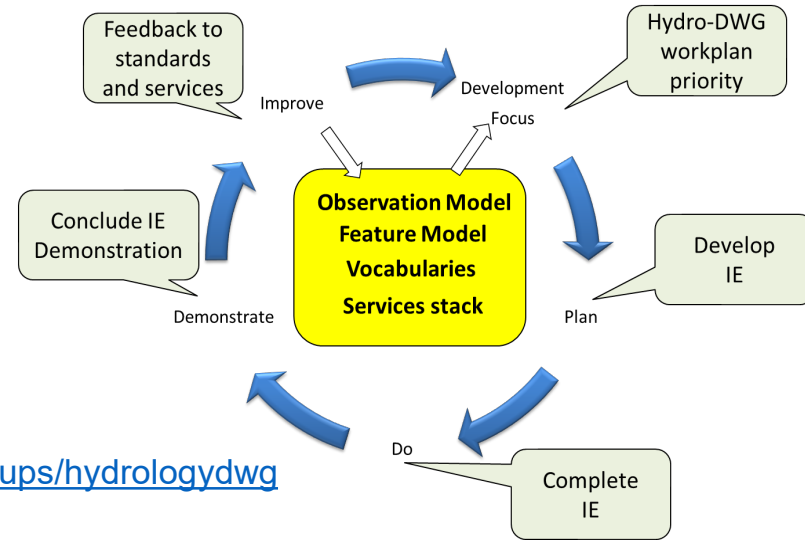 Feedback to
standards
and services
Hydro-DWG
workplan
priority
Improve
Development
Focus
Observation Model
Feature Model
Vocabularies
Services stack
Conclude IE
Demonstration
Develop
IE
Demonstrate
Plan
Do
ups/hydrologydwg
Complete
IE